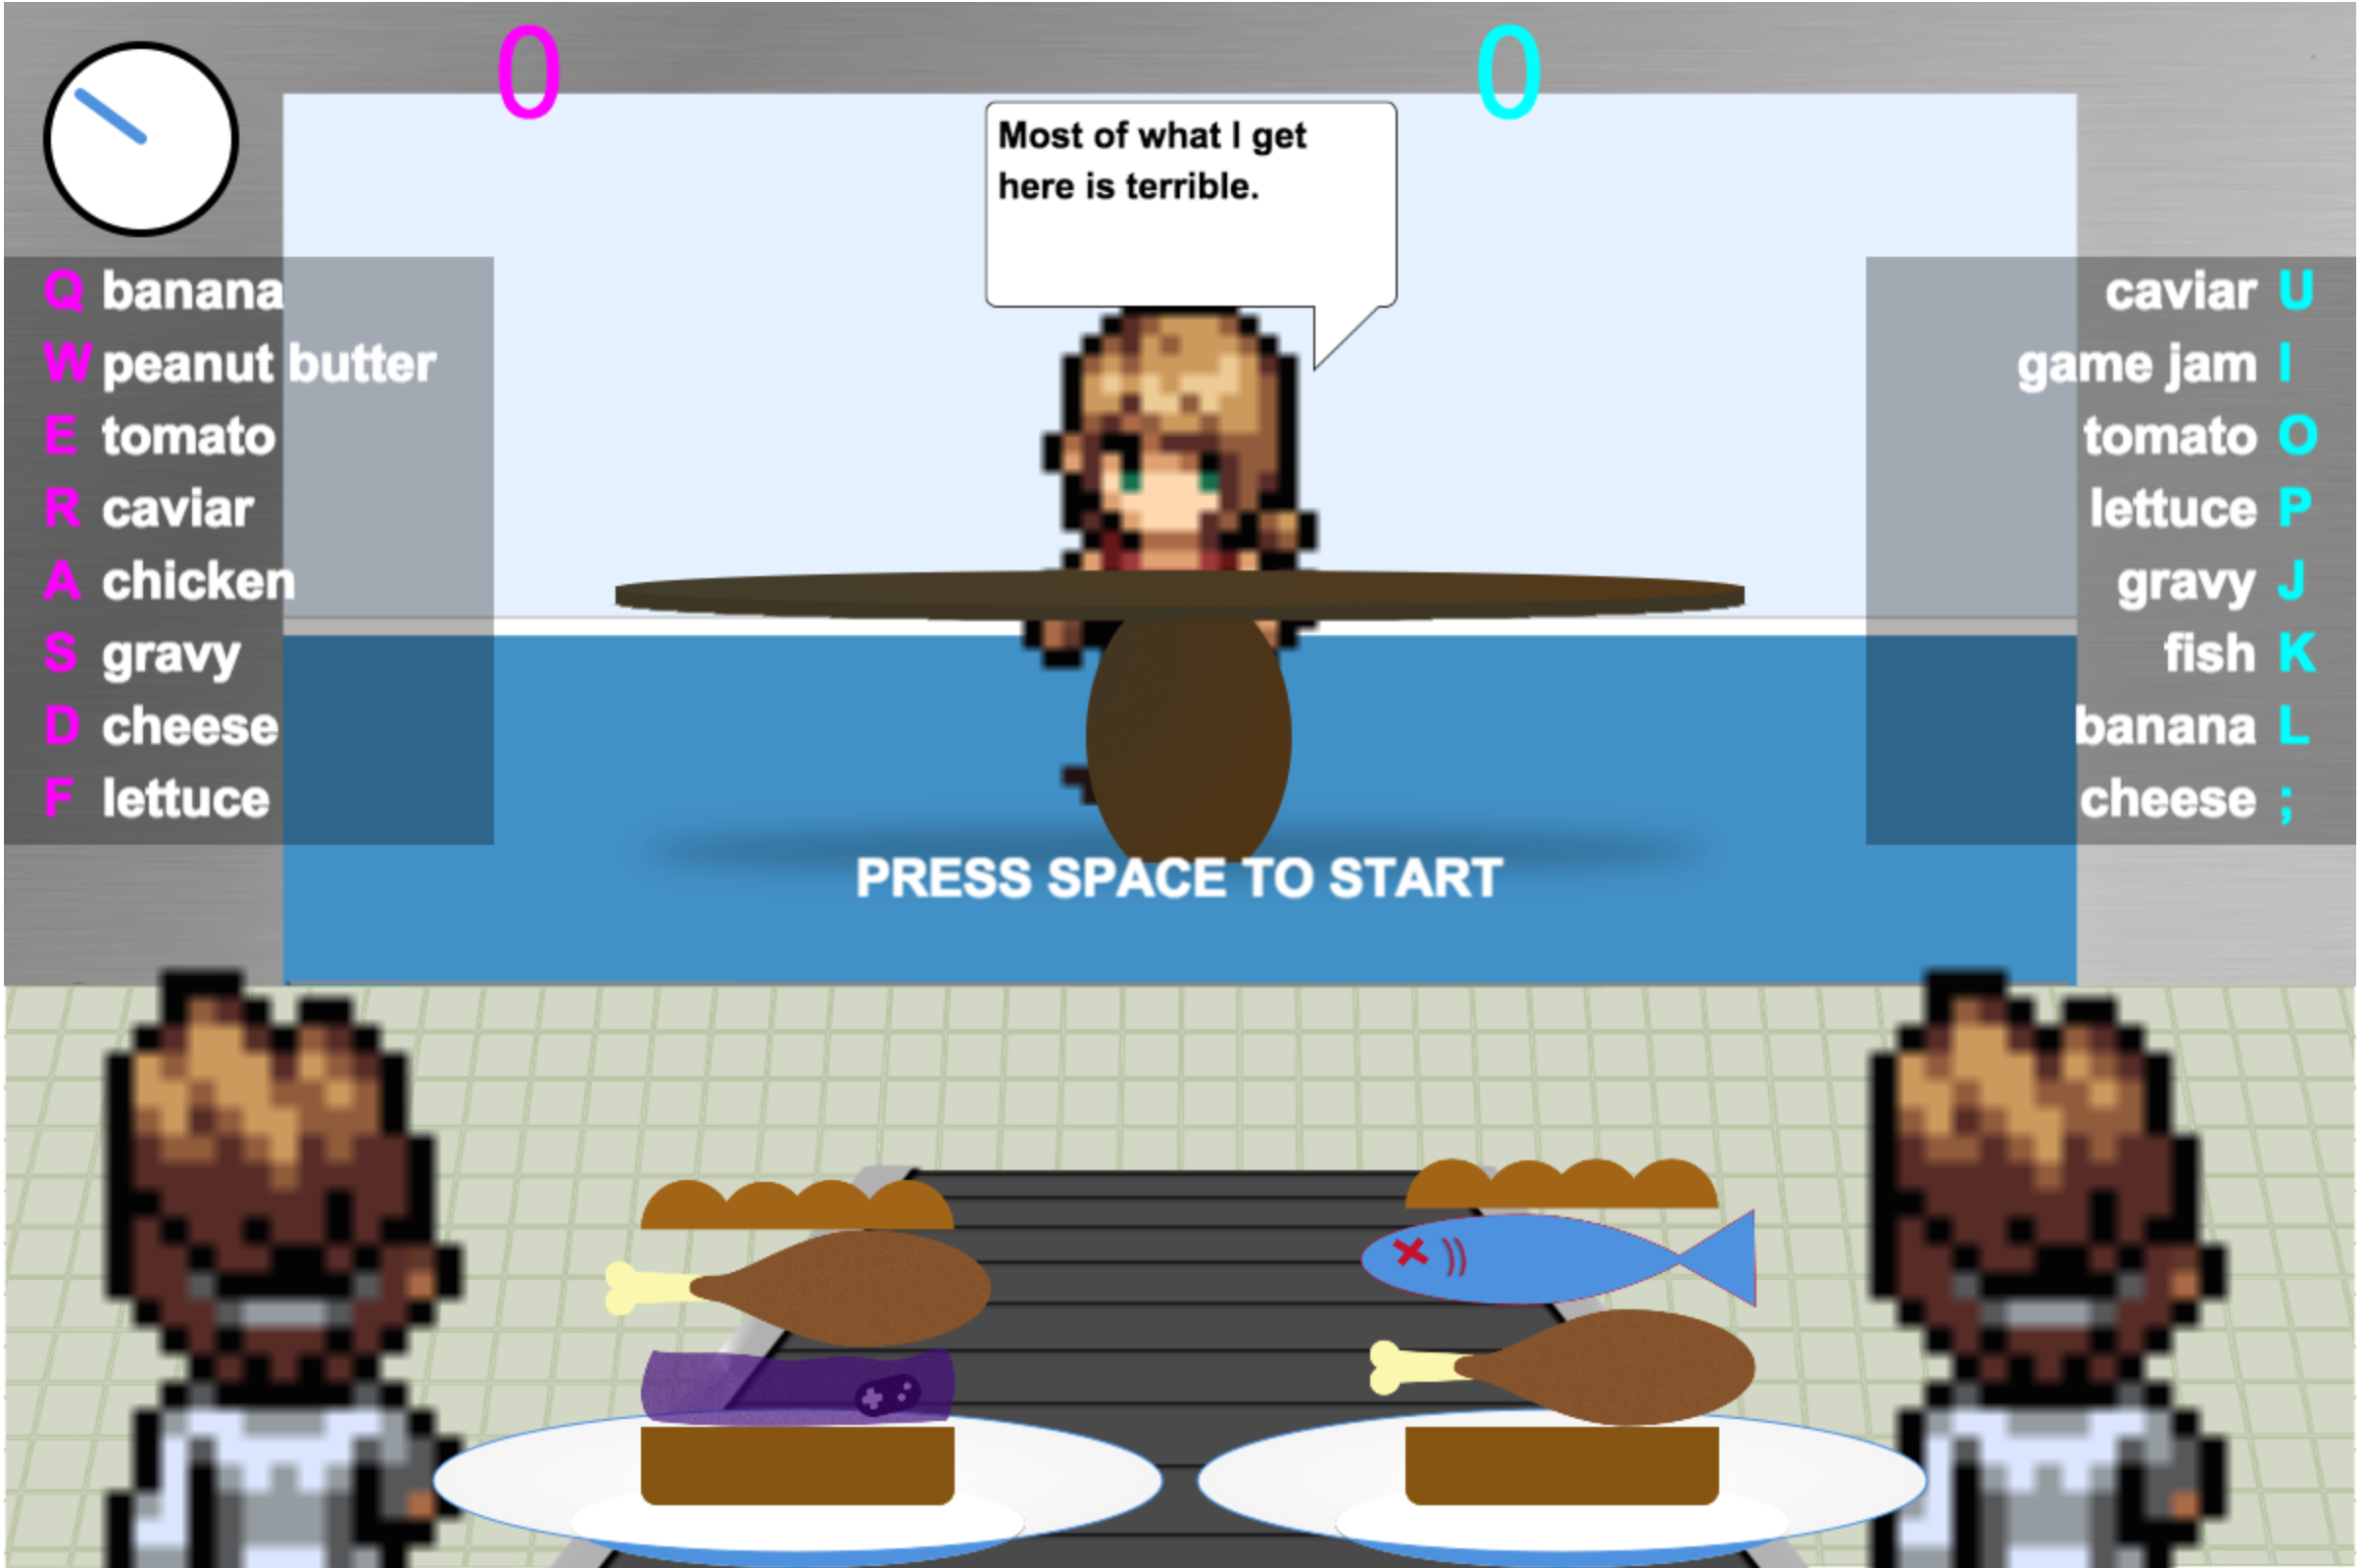 0
0
Most of what I get
here is terrible.
Q banana
W peanut butter
E tomato
R caviar
A chicken
S gravy
D cheese
F lettuce
caviar U
game jam I
tomato O
lettuce P
gravy J
fish K
banana L
cheese ;
PRESS SPACE TO START